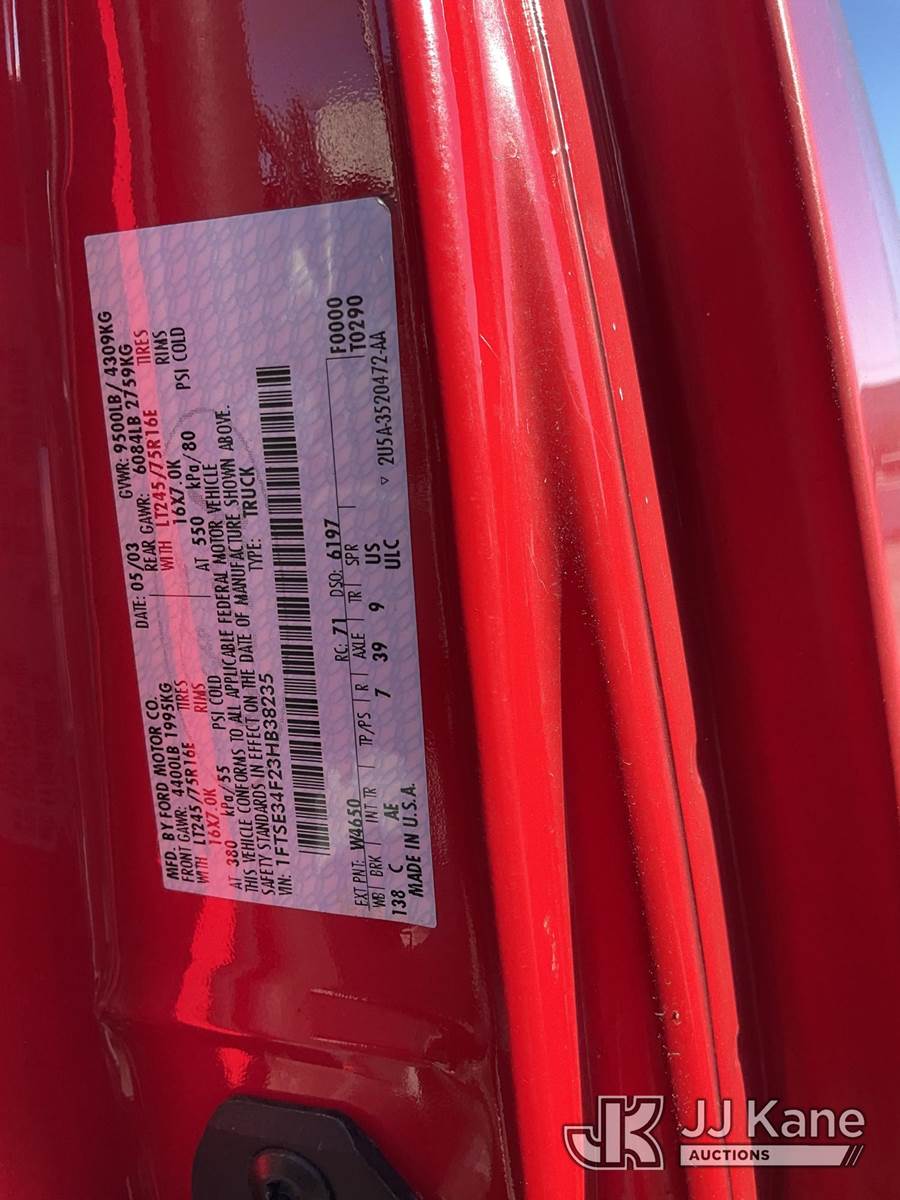 MFD. BY FORD MOTOR CO.
DATE: 05/03 GVWR: 9500LB/ 4309KG
FRONT GAWR: 4400LB 1995KG REAR GAWR: 6084LB 2759KG
WITH LT245/75R16E TIRES WITH LT245/75R16E TIRES
16X7.0K RIMS 16X7.0K RIMS
AT 380 kPa/55 PSI COLD AT 550 kPa/80 PSI COLD
THIS VEHICLE CONFORMS TO ALL APPLICABLE FEDERAL MOTOR VEHICLE
SAFETY STANDARDS IN EFFECT ON THE DATE OF MANUFACTURE SHOWN ABOVE.
VIN: 1FTSE34F23HB38235 TYPE: TRUCK
F0000
T0290
EXT PNT: W4650 RC: 71 DSO: 6197
WB BRK INT TR TP/PS R AXLE TR SPR
138 C AE 7 39 9 US
MADE IN U.S.A. ULC ▽ 2U5A-3520472-AA
JK JJ Kane
AUCTIONS